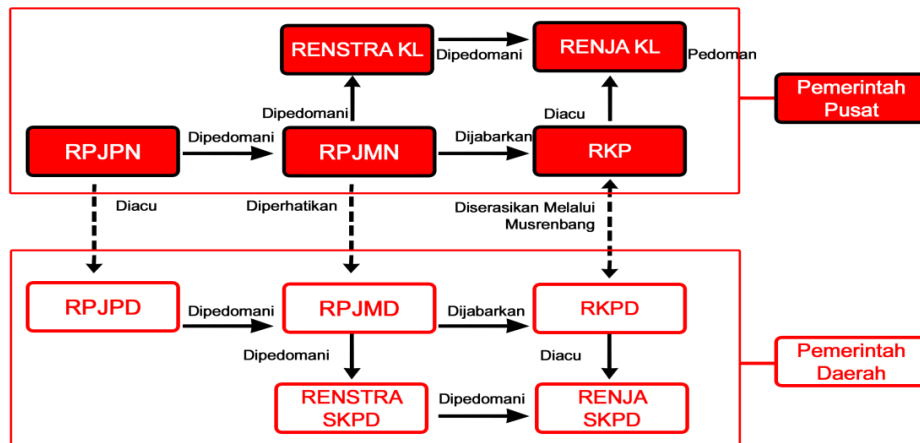 RENSTRA KL
Dipedomani
RENJA KL
Pedoman
Pemerintah
Pusat
Dipedomani
Diacu
RPJPN
Dipedomani
RPJMN
Dijabarkan
RKP
Diacu
Diperhatikan
Diserasikan Melalui
Musrenbang
RPJPD
Dipedomani
RPJMD
Dijabarkan
RKPD
Pemerintah
Daerah
Dipedomani
Diacu
RENSTRA
SKPD
Dipedomani
RENJA
SKPD